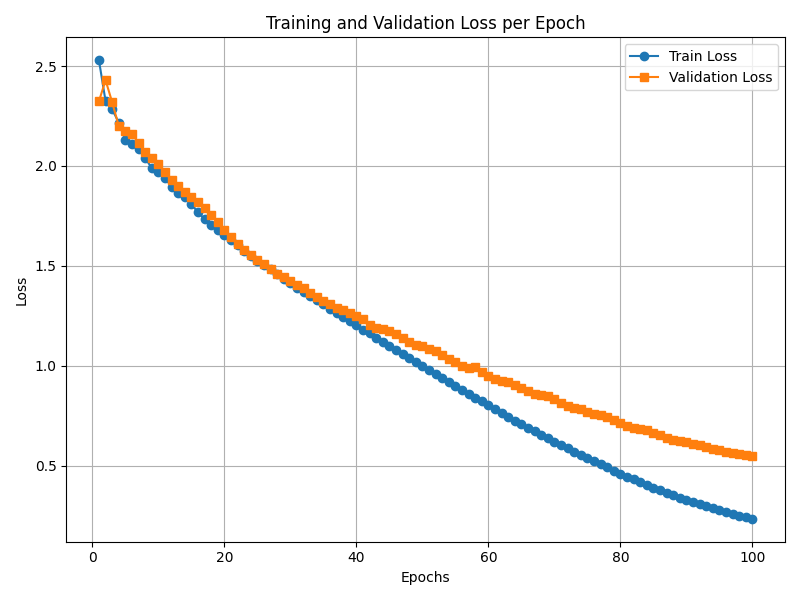 Training and Validation Loss per Epoch
Train Loss
Validation Loss
2.5
2.0
1.5
1.0
0.5
Loss
0 20 40 60 80 100
Epochs